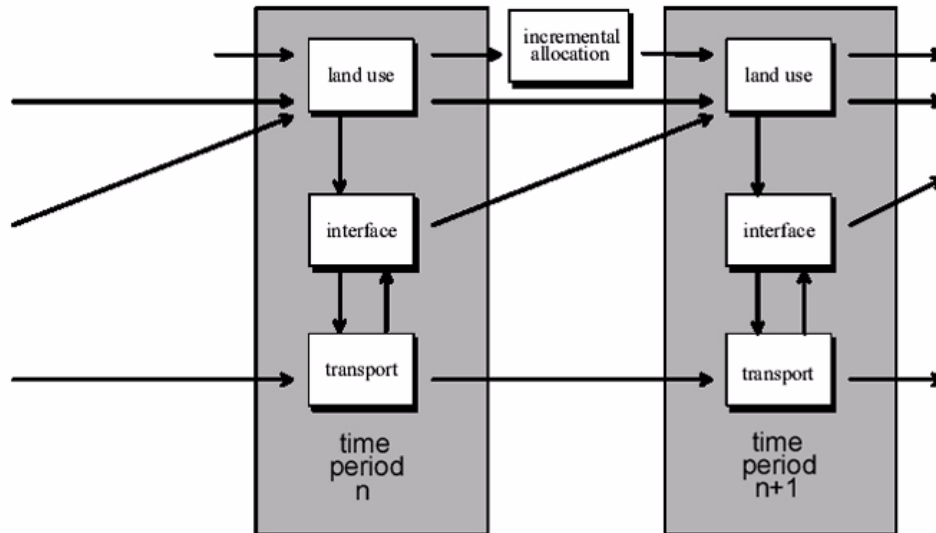 land use
incremental
allocation
land use
interface
interface
transport
transport
time
period
n
time
period
n+1